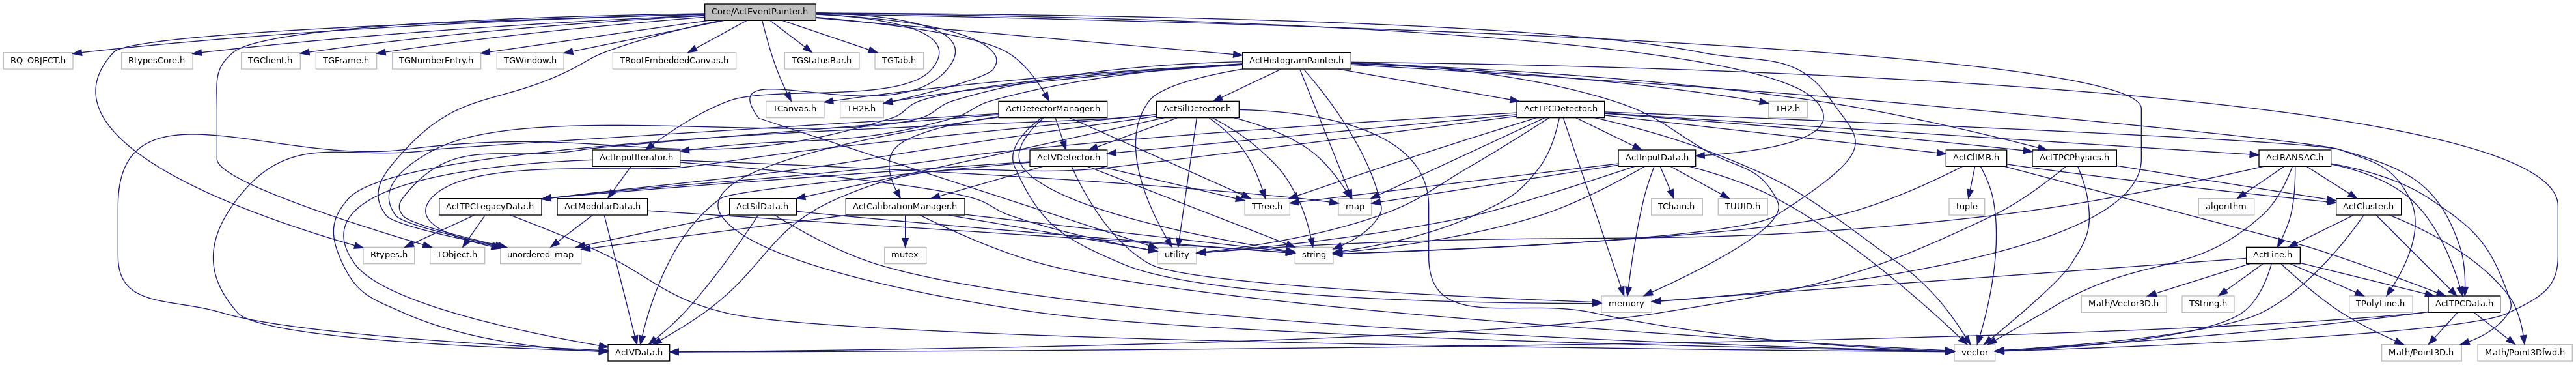 Core/ActEventPainter.h
RQ_OBJECT.h
RtypesCore.h
TGClient.h
TGFrame.h
TGNumberEntry.h
TGWindow.h
TRootEmbeddedCanvas.h
TGStatusBar.h
TGTab.h
ActHistogramPainter.h
TCanvas.h
TH2F.h
ActDetectorManager.h
ActSilDetector.h
ActTPCDetector.h
TH2.h
ActInputIterator.h
ActVDetector.h
ActInputData.h
ActClIMB.h
ActTPCPhysics.h
ActRANSAC.h
ActTPCLegacyData.h
ActModularData.h
ActSilData.h
ActCalibrationManager.h
TTree.h
map
TChain.h
TUUID.h
tuple
algorithm
ActCluster.h
Rtypes.h
TObject.h
unordered_map
mutex
utility
string
ActLine.h
memory
Math/Vector3D.h
TString.h
TPolyLine.h
ActTPCData.h
ActVData.h
vector
Math/Point3D.h
Math/Point3Dfwd.h